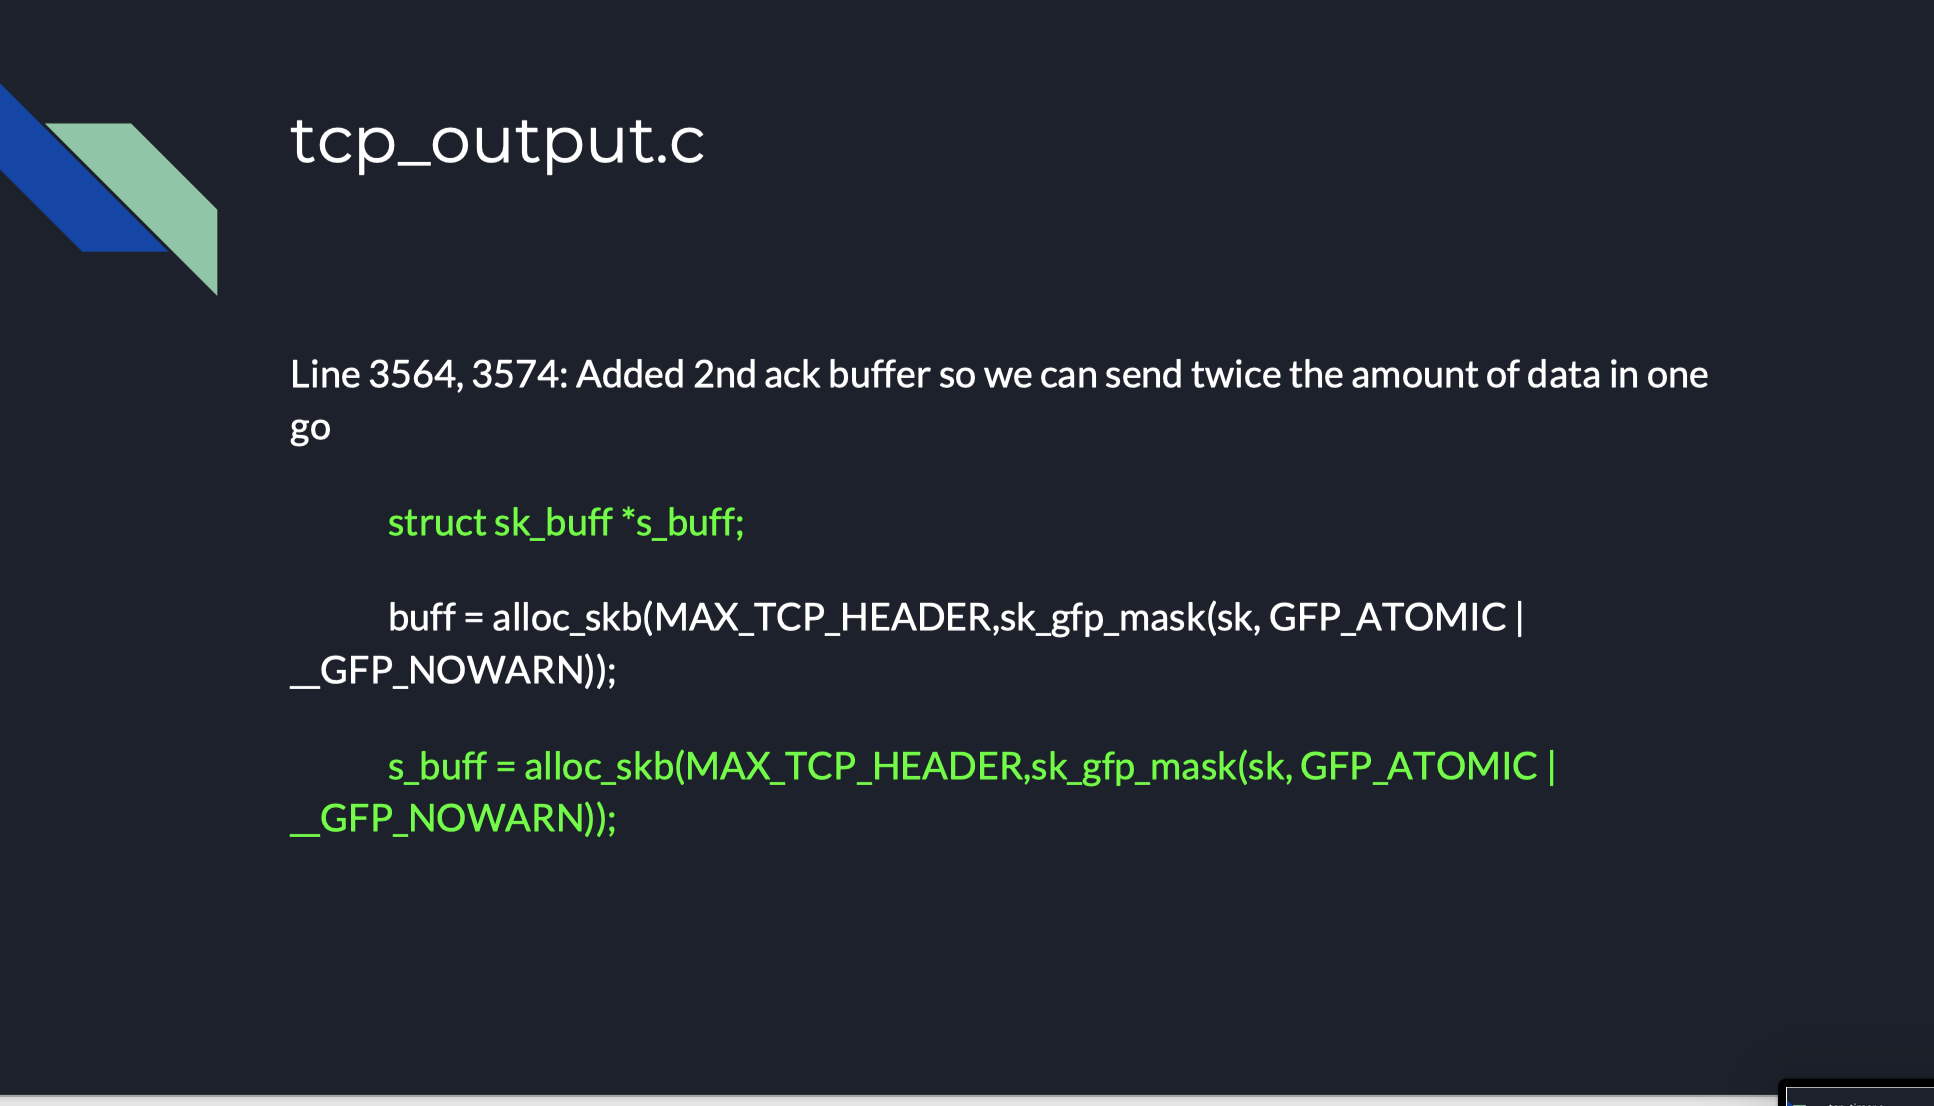 tcp_output.c
Line 3564, 3574: Added 2nd ack buffer so we can send twice the amount of data in one
go
struct sk_buff *s_buff;
buff = alloc_skb(MAX_TCP_HEADER,sk_gfp_mask(sk, GFP_ATOMIC |
__GFP_NOWARN));
s_buff = alloc_skb(MAX_TCP_HEADER,sk_gfp_mask(sk, GFP_ATOMIC |
__GFP_NOWARN));